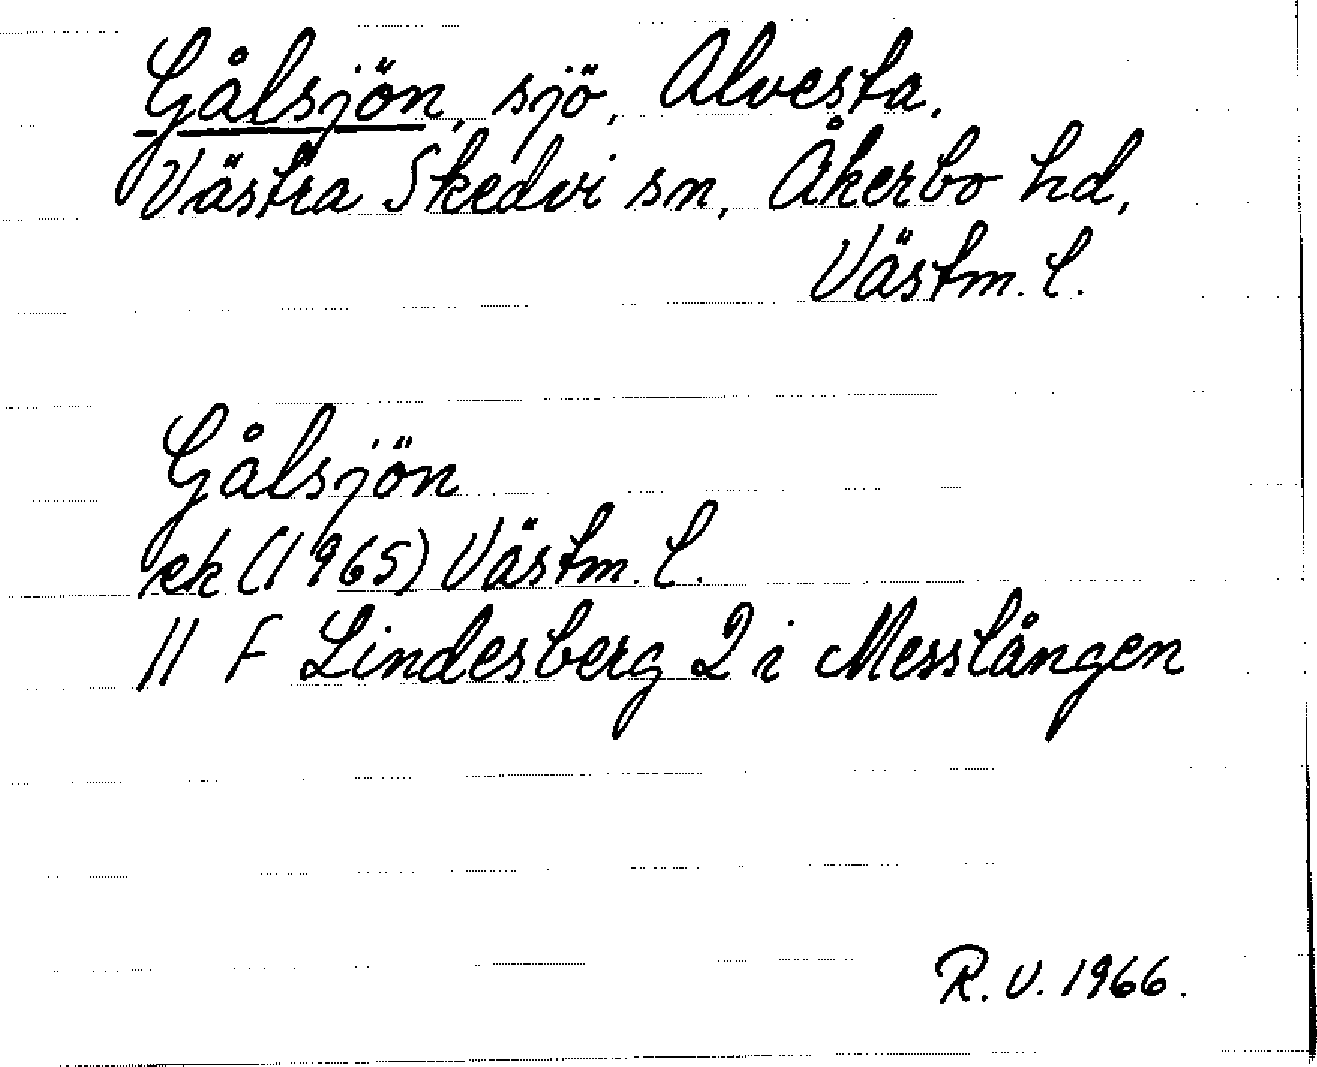 Gålsjön, sjö, Alvesta,
Västra Skedvi sn, Åkerbo hd,
Västm. l.
Gålsjön
ek (1965) Västm. l.
11 F Lindesberg 2 i Messlången
R. V. 1966.